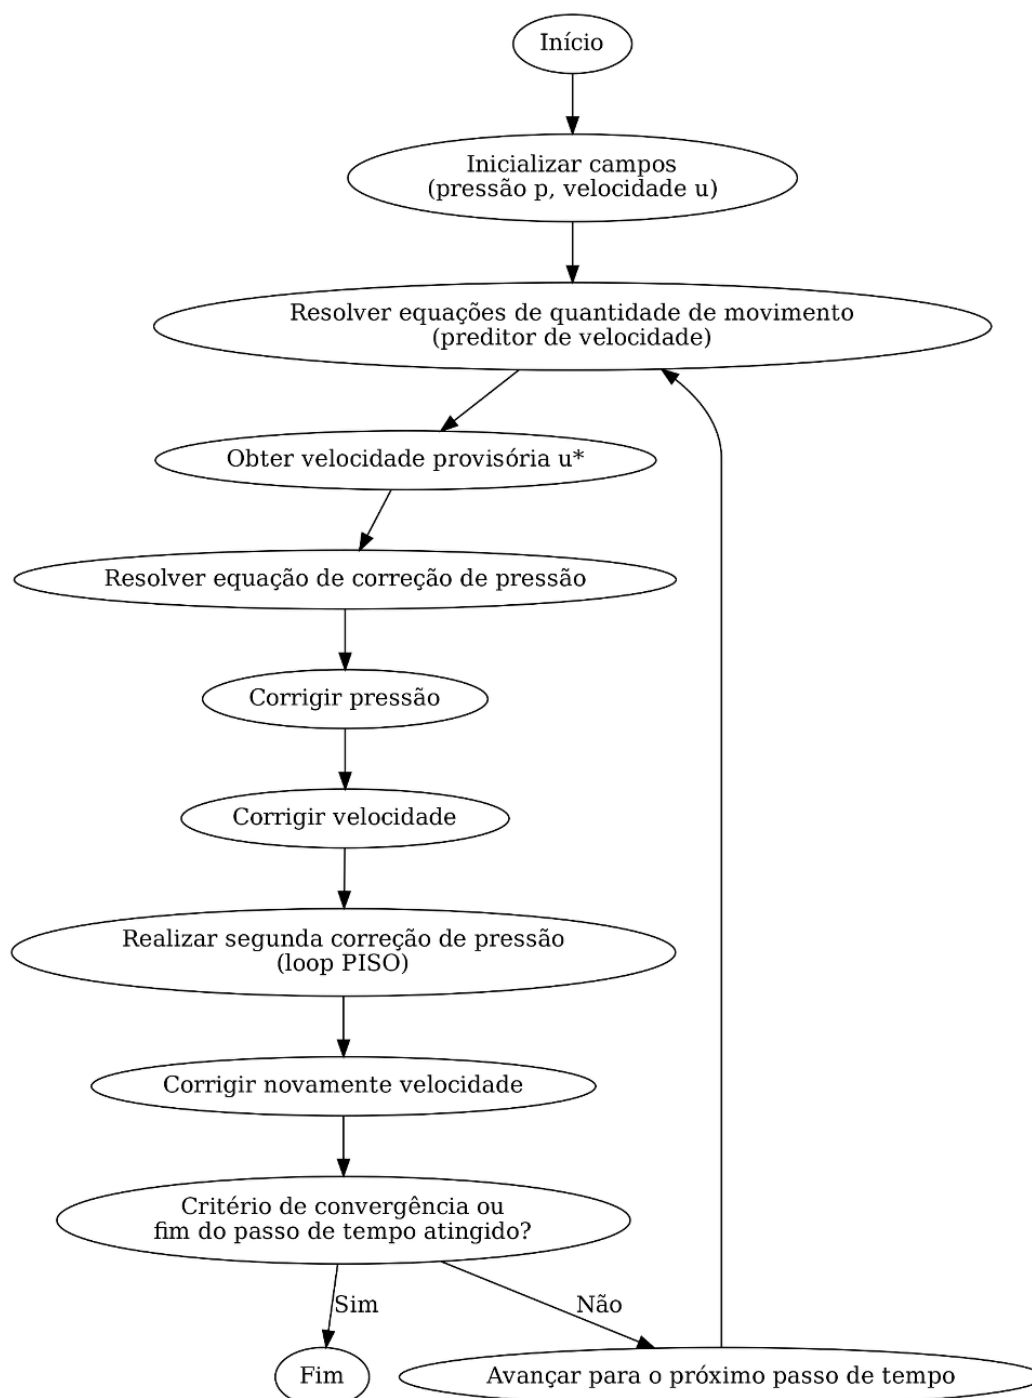 Início
Inicializar campos
(pressão p, velocidade u)
Resolver equações de quantidade de movimento
(preditor de velocidade)
Obter velocidade provisória u*
Resolver equação de correção de pressão
Corrigir pressão
Corrigir velocidade
Realizar segunda correção de pressão
(loop PISO)
Corrigir novamente velocidade
Critério de convergência ou
fim do passo de tempo atingido?
Sim
Não
Fim
Avançar para o próximo passo de tempo